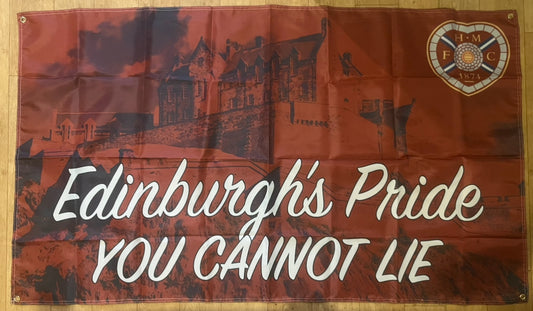 H M
F C
1874
Edinburgh's Pride
YOU CANNOT LIE